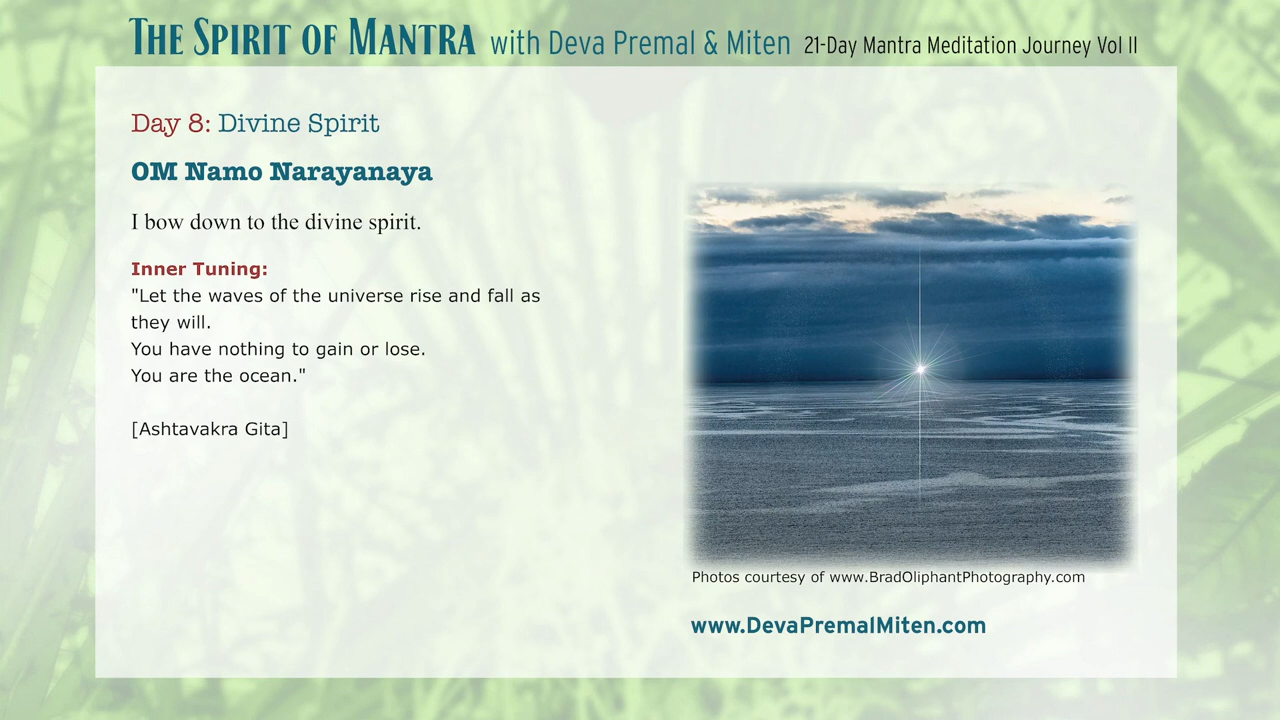 The Spirit of Mantra with Deva Premal & Miten 21-Day Mantra Meditation Journey Vol II
Day 8: Divine Spirit
OM Namo Narayanaya
I bow down to the divine spirit.
Inner Tuning:
"Let the waves of the universe rise and fall as
they will.
You have nothing to gain or lose.
You are the ocean."
[Ashtavakra Gita]
Photos courtesy of www.BradOliphantPhotography.com
www.DevaPremalMiten.com